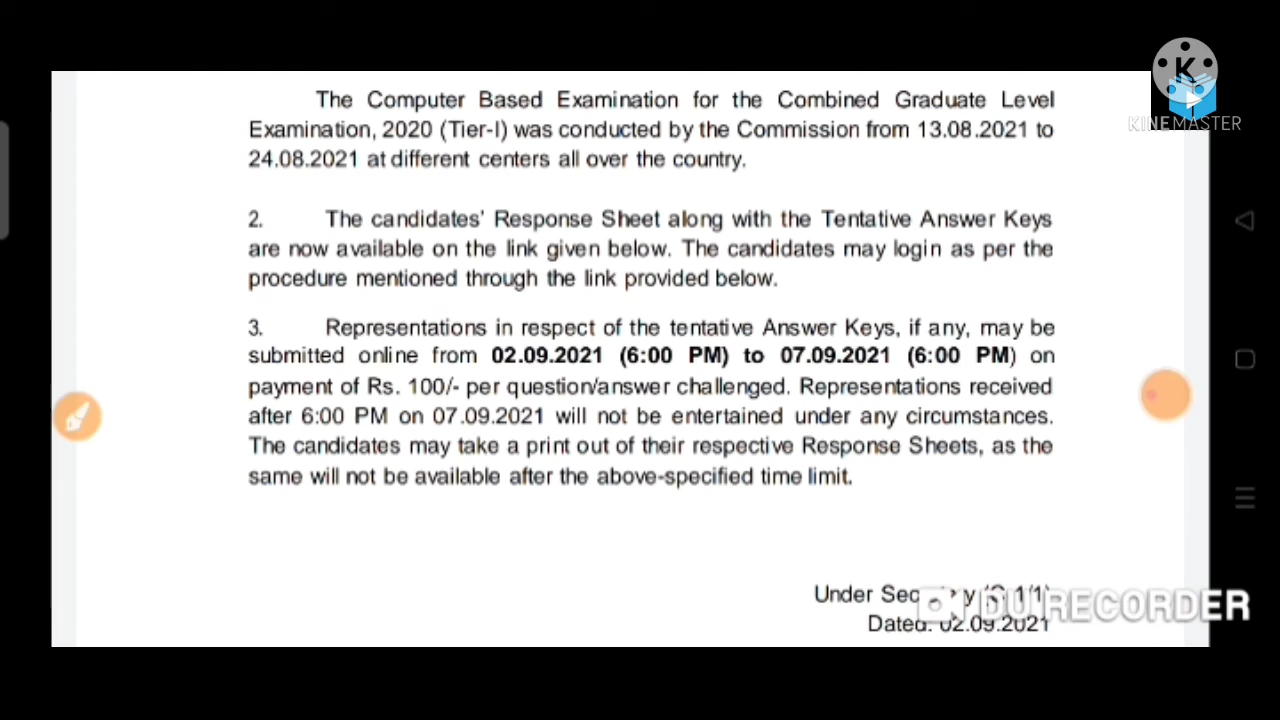 The Computer Based Examination for the Combined Graduate Level
Examination, 2020 (Tier-I) was conducted by the Commission from 13.08.2021 to
24.08.2021 at different centers all over the country.
2. The candidates' Response Sheet along with the Tentative Answer Keys
are now available on the link given below. The candidates may login as per the
procedure mentioned through the link provided below.
3. Representations in respect of the tentative Answer Keys, if any, may be
submitted online from 02.09.2021 (6:00 PM) to 07.09.2021 (6:00 PM) on
payment of Rs. 100/- per question/answer challenged. Representations received
after 6:00 PM on 07.09.2021 will not be entertained under any circumstances.
The candidates may take a print out of their respective Response Sheets, as the
same will not be available after the above-specified time limit.
Under
Dated: 02.09.2021
K
KINEMASTER
DU RECORDER